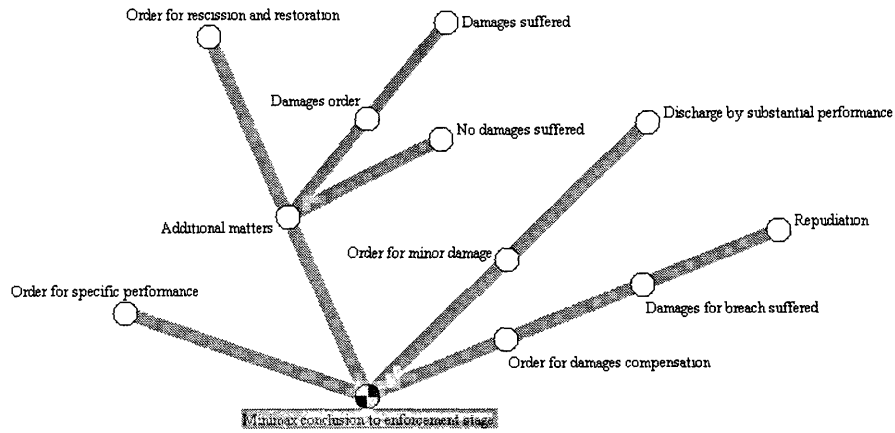 Order for rescission and restoration
Damages suffered
Damages order
No damages suffered
Discharge by substantial performance
Additional matters
Repudiation
Order for minor damage
Order for specific performance
Damages for breach suffered
Order for damages compensation
Minimax conclusion to enforcement stage